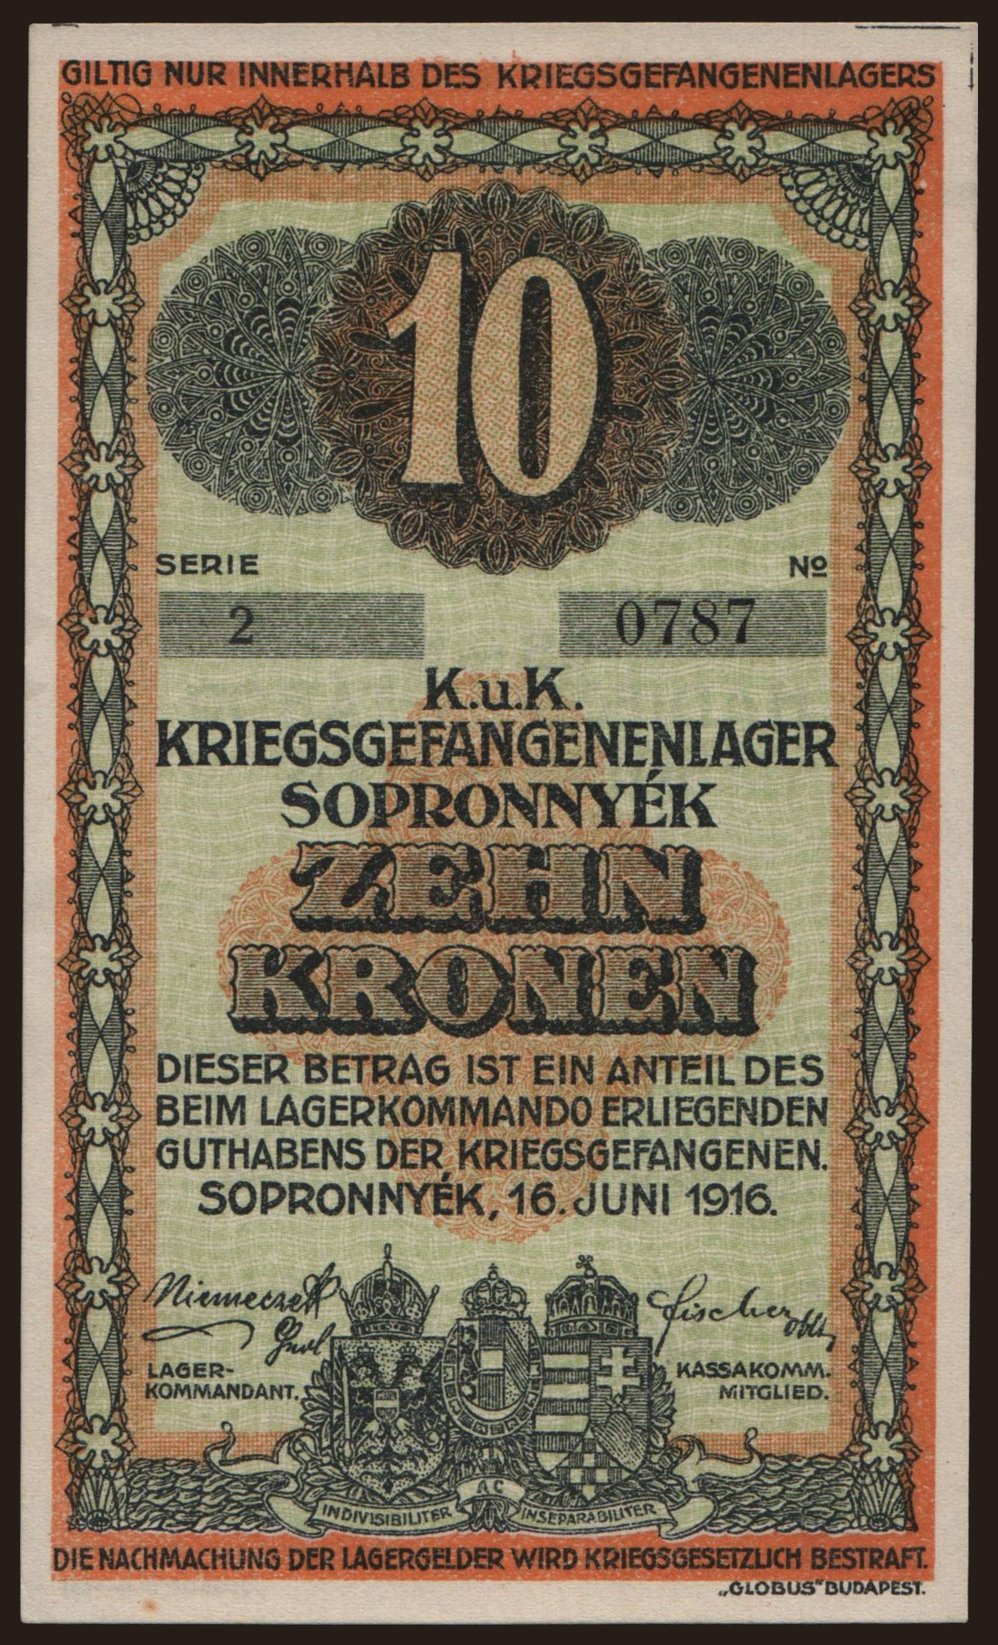 GILTIG NUR INNERHALB DES KRIEGSGEFANGENENLAGERS
10
SERIE Nº
2 0787
K.u.K.
KRIEGSGEFANGENENLAGER
SOPRONNYÉK
ZEHN
KRONEN
DIESER BETRAG IST EIN ANTEIL DES
BEIM LAGERKOMMANDO ERLIEGENDEN
GUTHABENS DER KRIEGSGEFANGENEN.
SOPRONNYÉK, 16. JUNI 1916.
Fischer
LAGER-
KOMMANDANT.
KASSAKOMM.
MITGLIED.
INDIVISIBILITER AC INSEPARABILITER
DIE NACHMACHUNG DER LAGERGELDER WIRD KRIEGSGESETZLICH BESTRAFT.
„GLOBUS" BUDAPEST.